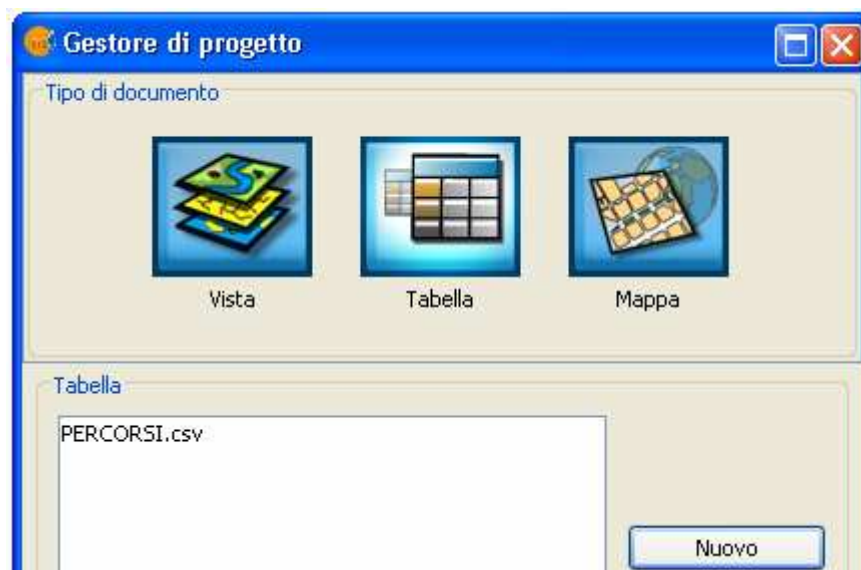 Gestore di progetto
Tipo di documento
Vista
Tabella
Mappa
Tabella
PERCORSI.csv
Nuovo